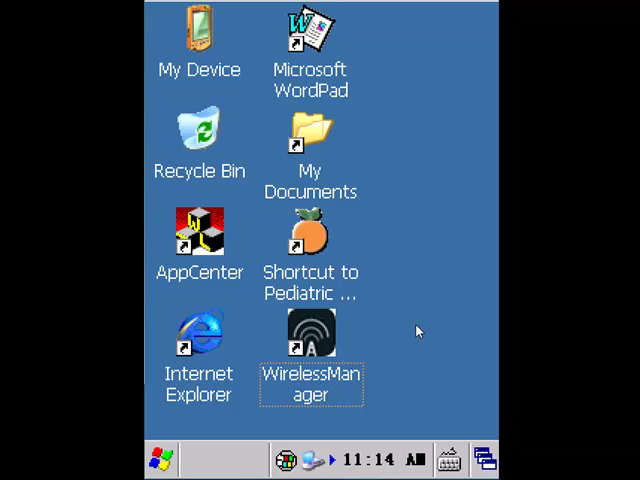 My Device
Microsoft
WordPad
Recycle Bin
My
Documents
AppCenter
Shortcut to
Pediatric ...
Internet
Explorer
WirelessMan
ager
11:14 AM